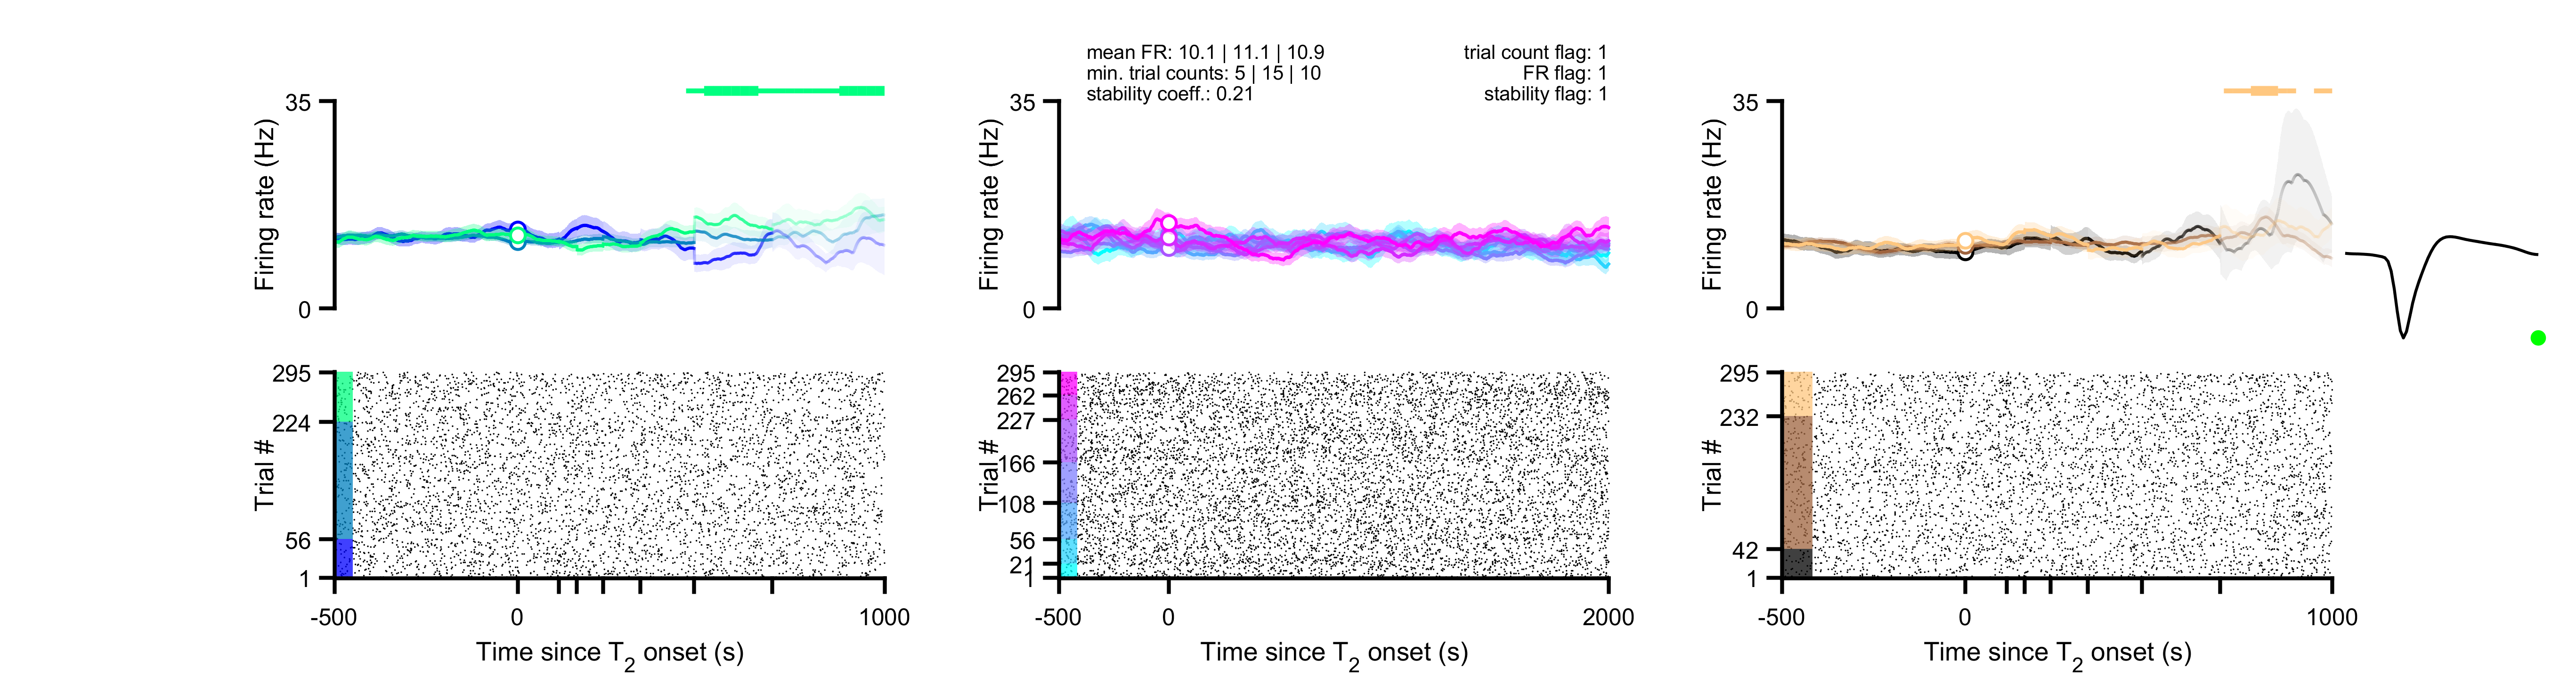 mean FR: 10.1 | 11.1 | 10.9
min. trial counts: 5 | 15 | 10
stability coeff.: 0.21
trial count flag: 1
FR flag: 1
stability flag: 1
35
0
Firing rate (Hz)
35
0
Firing rate (Hz)
35
0
Firing rate (Hz)
295
224
56
1
Trial #
-500
0
1000
Time since T2 onset (s)
295
262
227
166
108
56
21
1
Trial #
-500
0
2000
Time since T2 onset (s)
295
232
42
1
Trial #
-500
0
1000
Time since T2 onset (s)